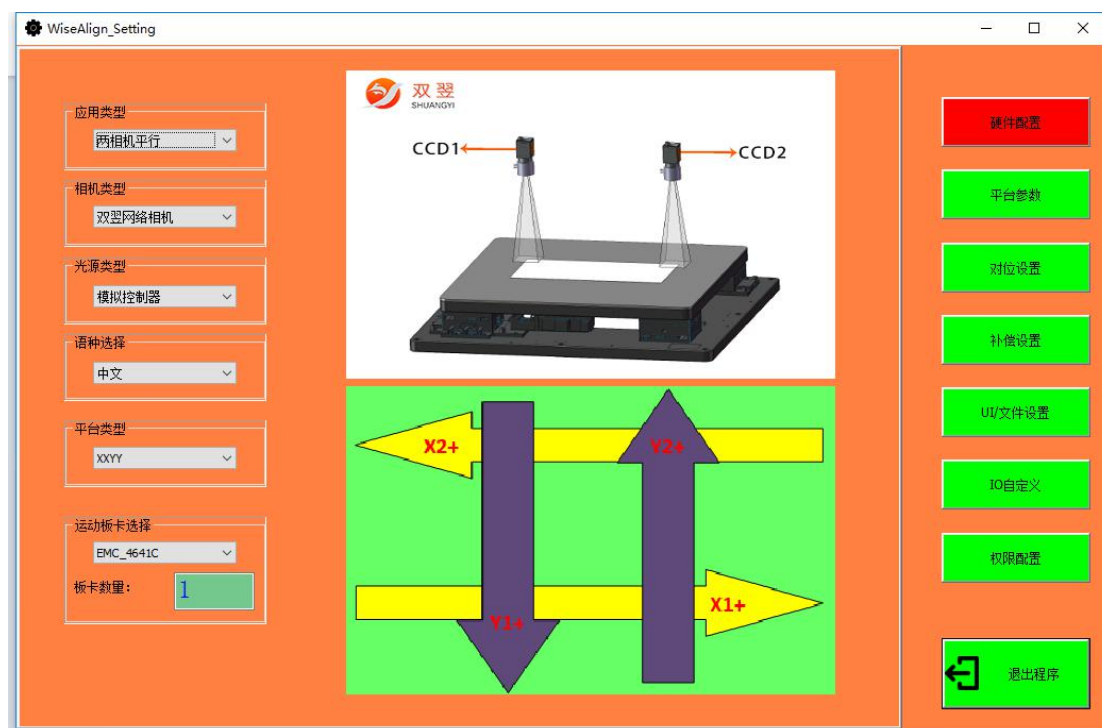 WiseAlign_Setting
应用类型
两相机平行
相机类型
双翌网络相机
光源类型
模拟控制器
语种选择
中文
平台类型
XXYY
运动板卡选择
EMC_4641C
板卡数量：
1
双翌
SHUANGYI
CCD1
CCD2
X2+
Y2+
X1+
Y1+
硬件配置
平台参数
对位设置
补偿设置
UI/文件设置
IO自定义
权限配置
退出程序